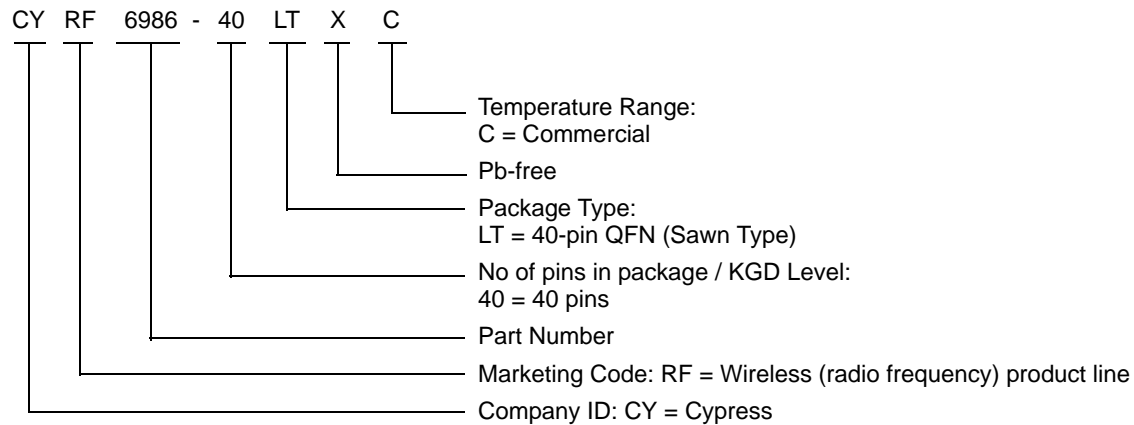 CY RF 6986 - 40 LT X C
Temperature Range:
C = Commercial
Pb-free
Package Type:
LT = 40-pin QFN (Sawn Type)
No of pins in package / KGD Level:
40 = 40 pins
Part Number
Marketing Code: RF = Wireless (radio frequency) product line
Company ID: CY = Cypress